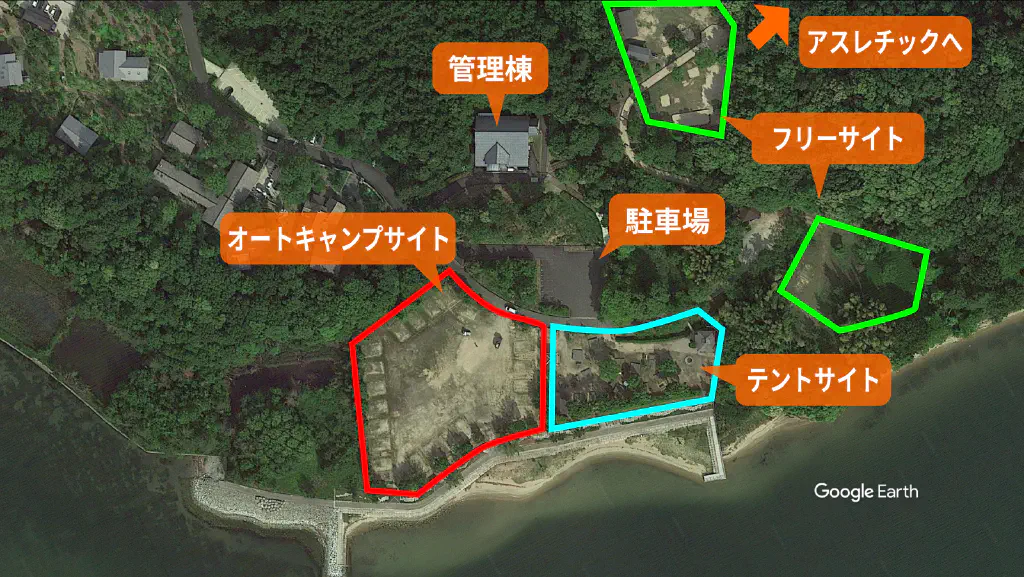 アスレチックへ
管理棟
フリーサイト
駐車場
オートキャンプサイト
テントサイト
Google Earth